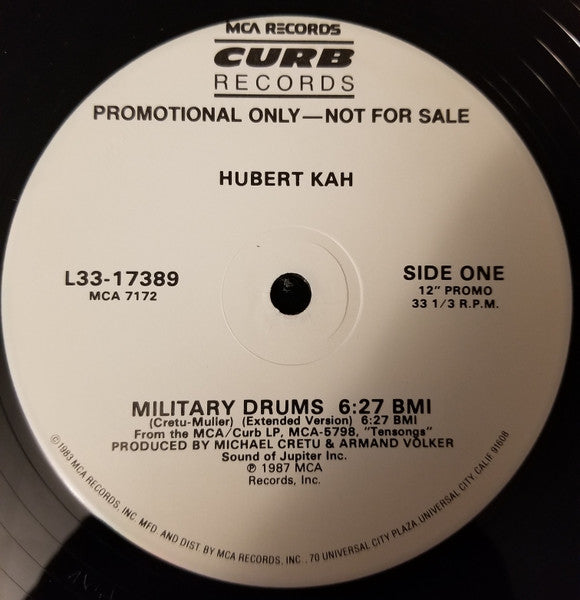 MCA RECORDS
CURB
RECORDS
PROMOTIONAL ONLY—NOT FOR SALE
HUBERT KAH
L33-17389
MCA 7172
SIDE ONE
12" PROMO
33 1/3 R.P.M.
MILITARY DRUMS 6:27 BMI
(Cretu-Muller) (Extended Version) 6:27 BMI
From the MCA/Curb LP, MCA-5798, "Tensongs"
PRODUCED BY MICHAEL CRETU & ARMAND VOLKER
Sound of Jupiter Inc.
℗ 1987 MCA
Records, Inc.
©1983 MCA RECORDS, INC. MFD. AND DIST. BY MCA RECORDS, INC., 70 UNIVERSAL CITY PLAZA UNIVERSAL CITY, CALIF. 91608